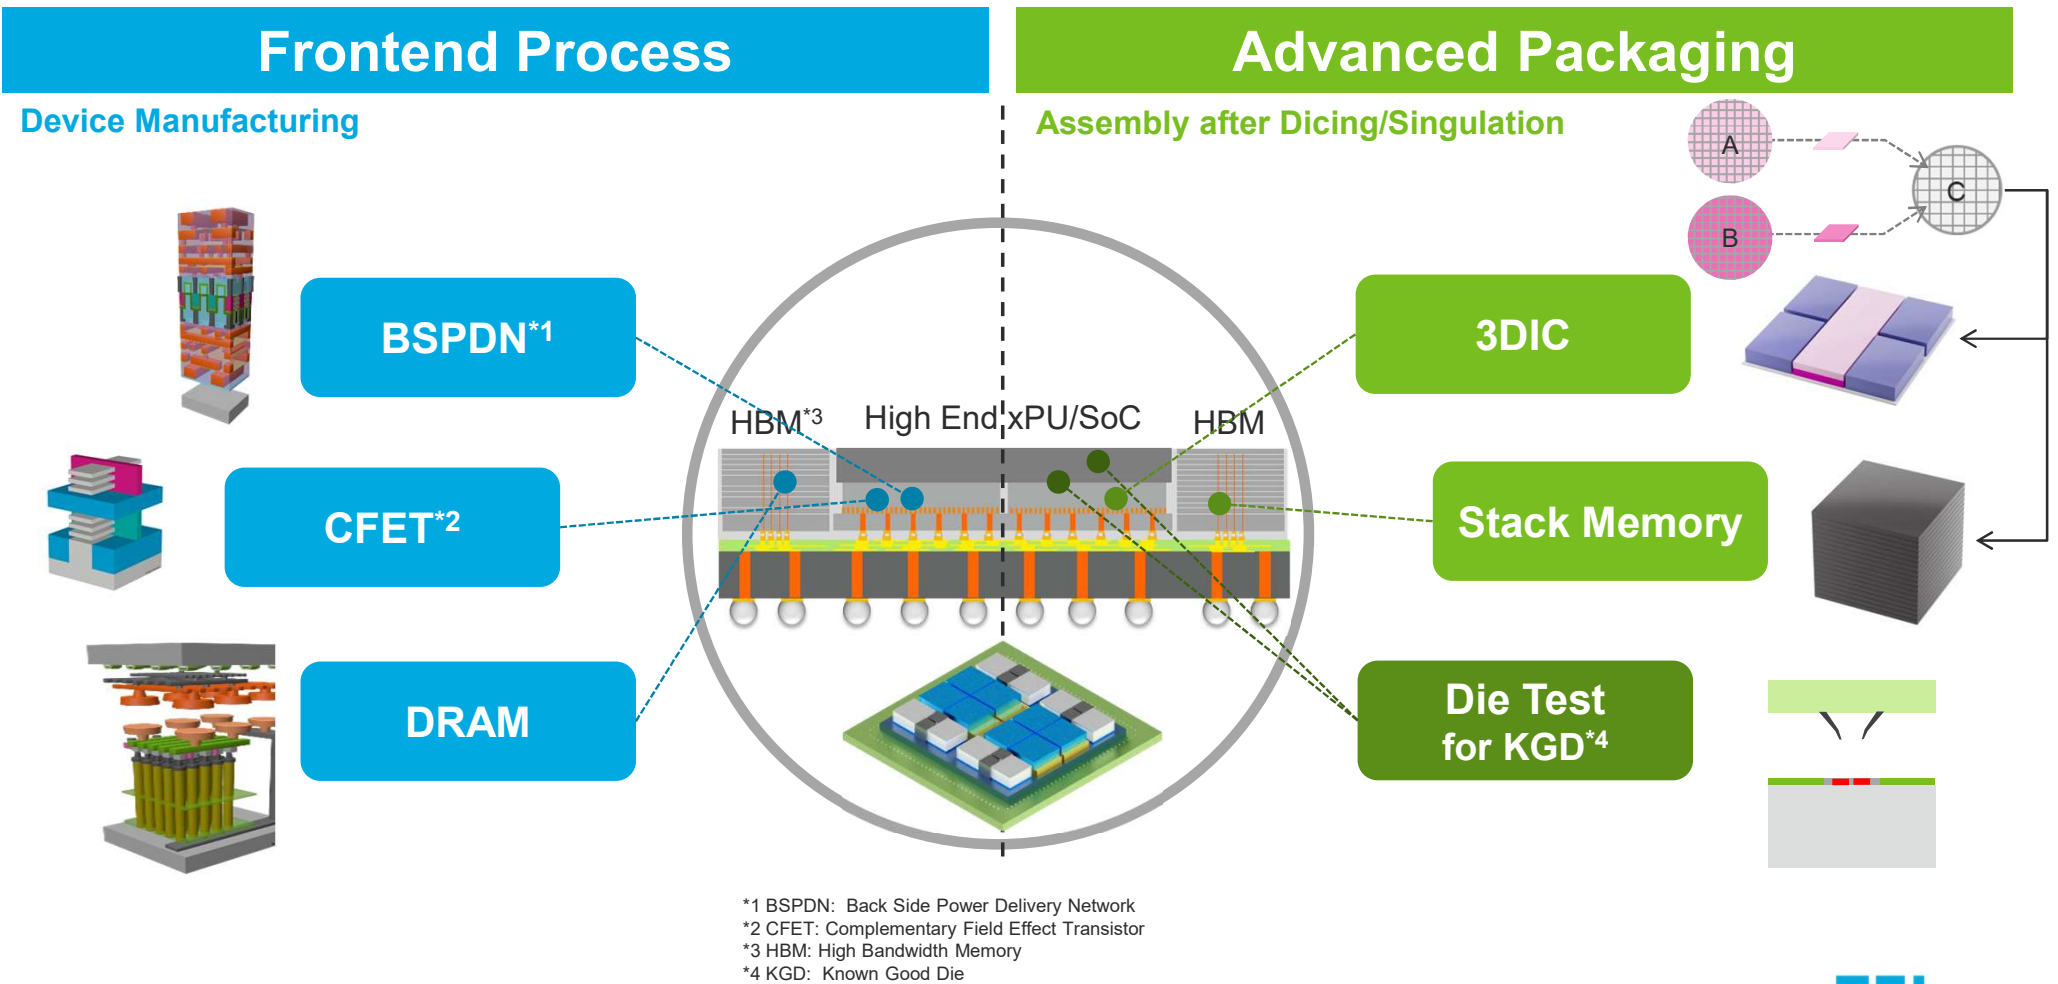 Frontend Process
Advanced Packaging
Device Manufacturing
Assembly after Dicing/Singulation
A
B
C
BSPDN*1
3DIC
HBM*3
High End xPU/SoC
HBM
CFET*2
Stack Memory
DRAM
Die Test
for KGD*4
*1 BSPDN: Back Side Power Delivery Network
*2 CFET: Complementary Field Effect Transistor
*3 HBM: High Bandwidth Memory
*4 KGD: Known Good Die